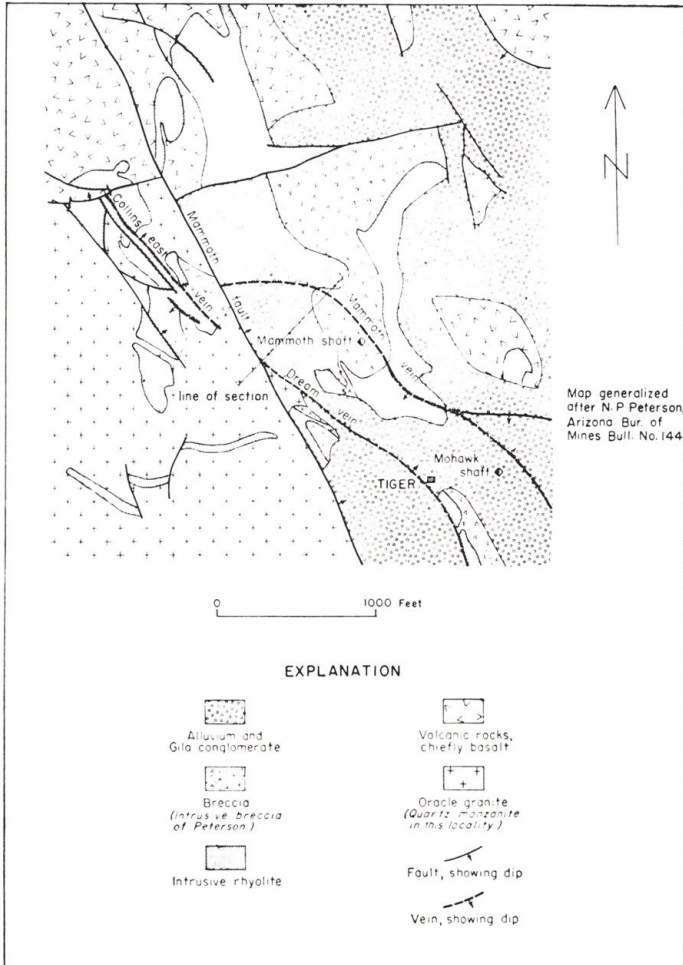 N
Collins east vein
Mammoth fault
Mammoth vein
Mammoth shaft
line of section
Dream vein
Mohawk shaft
TIGER
Map generalized
after N. P. Peterson,
Arizona Bur. of
Mines Bull. No. 144
0 1000 Feet
EXPLANATION
Alluvium and
Gila conglomerate
Volcanic rocks,
chiefly basalt
Breccia
(Intrusive breccia
of Peterson)
Oracle granite
(Quartz monzanite
in this locality)
Intrusive rhyolite
Fault, showing dip
Vein, showing dip